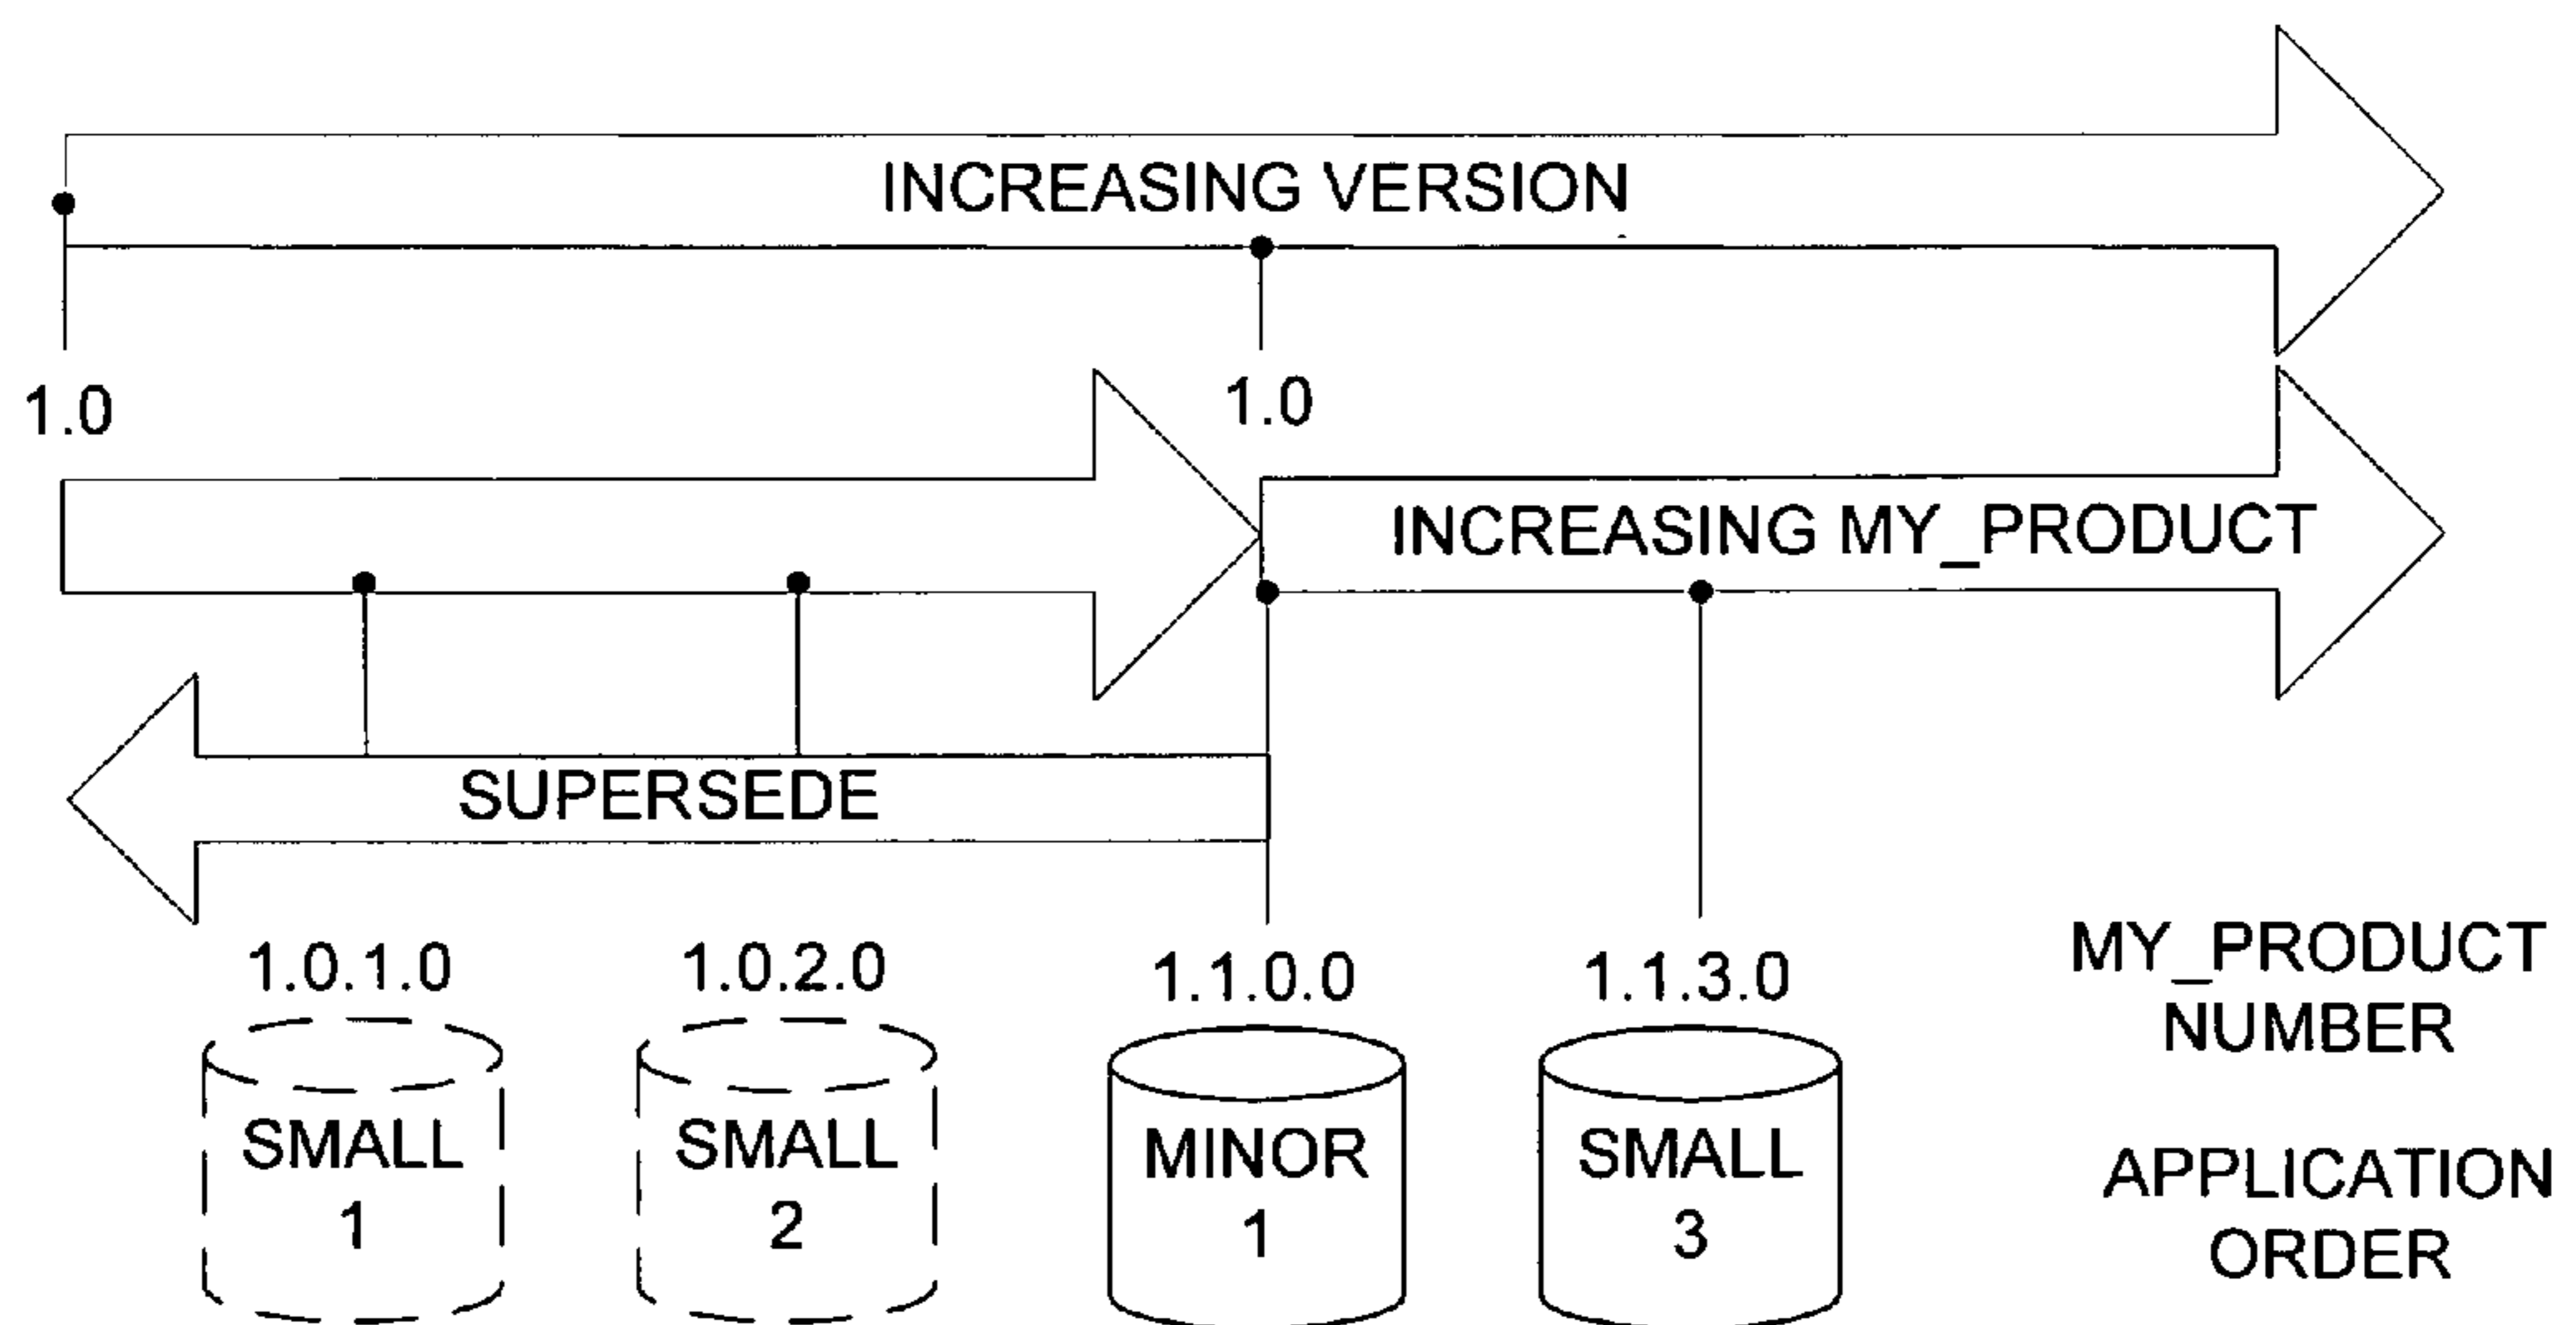 INCREASING VERSION
1.0
1.0
INCREASING MY_PRODUCT
SUPERSEDE
1.0.1.0
1.0.2.0
1.1.0.0
1.1.3.0
MY_PRODUCT
NUMBER
SMALL
1
SMALL
2
MINOR
1
SMALL
3
APPLICATION
ORDER